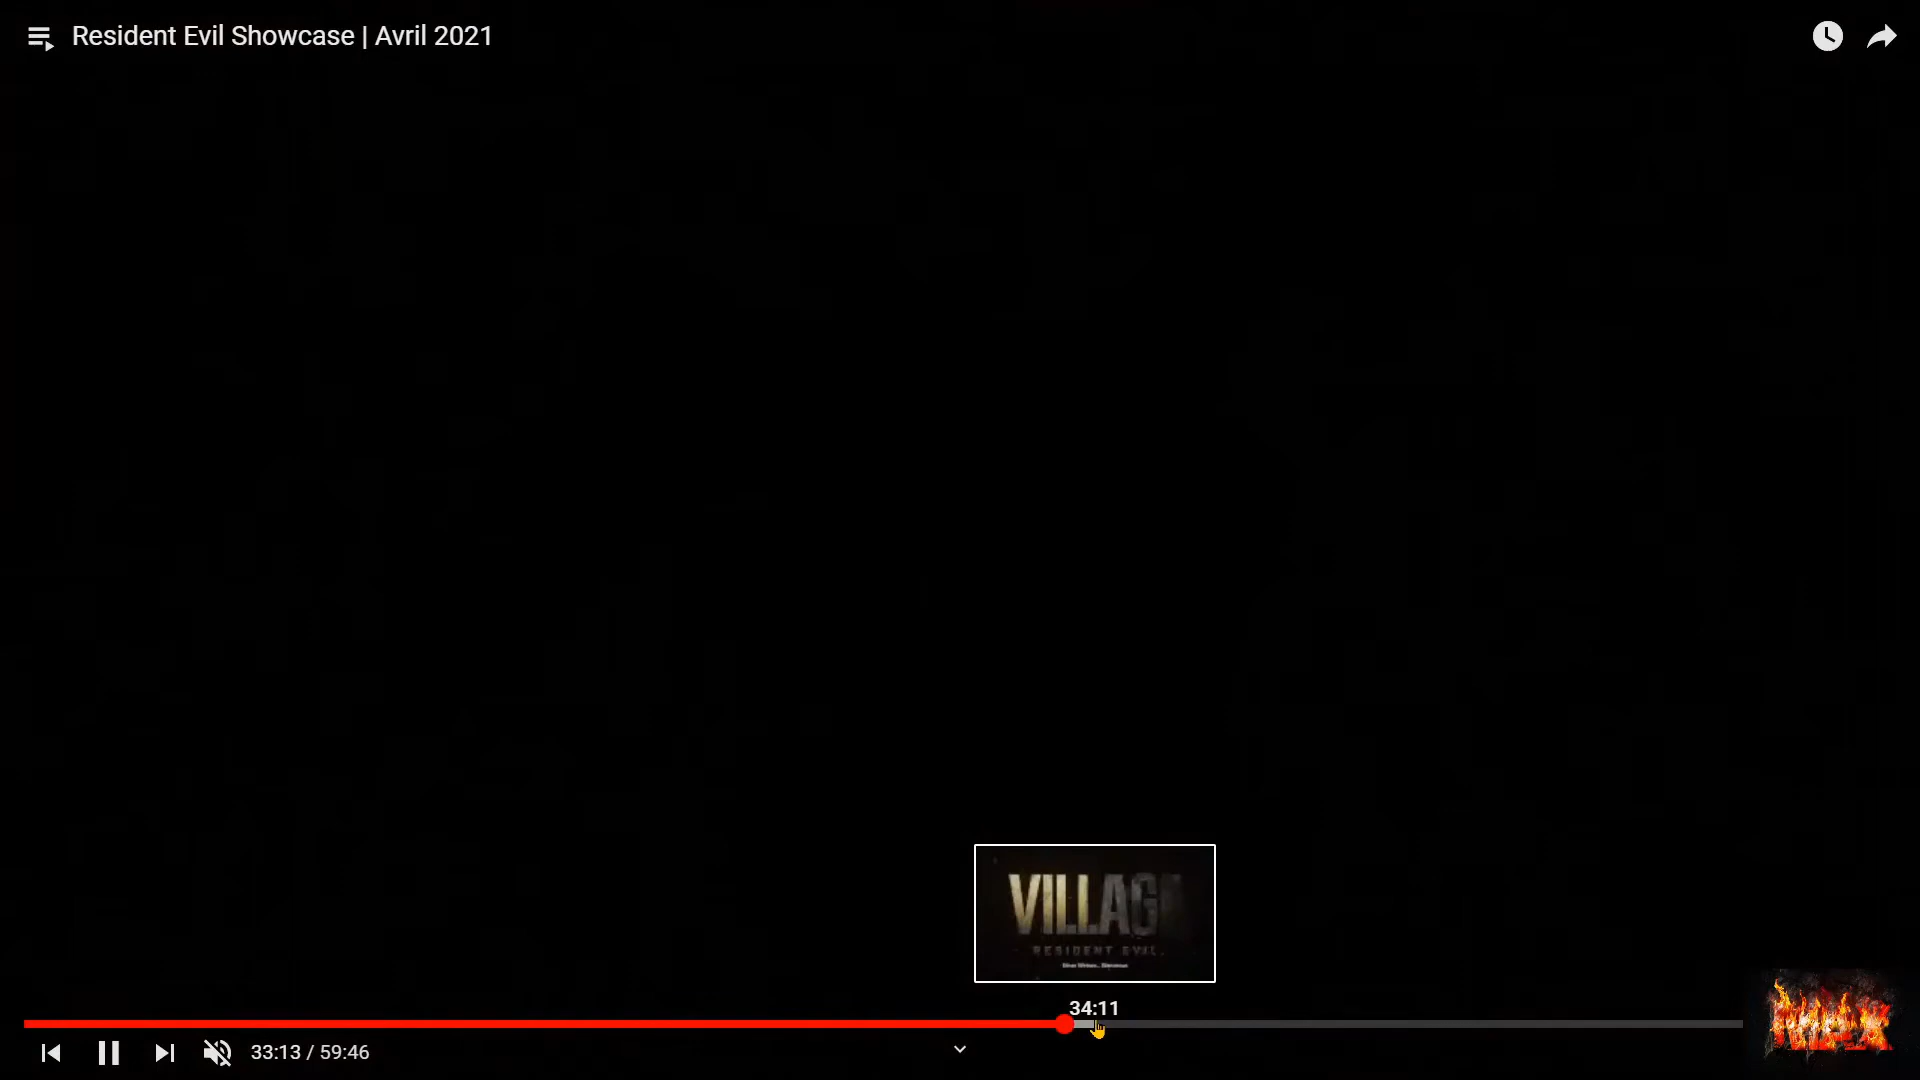 Resident Evil Showcase | Avril 2021
VILLAG
RESIDENT EVIL
34:11
33:13 / 59:46